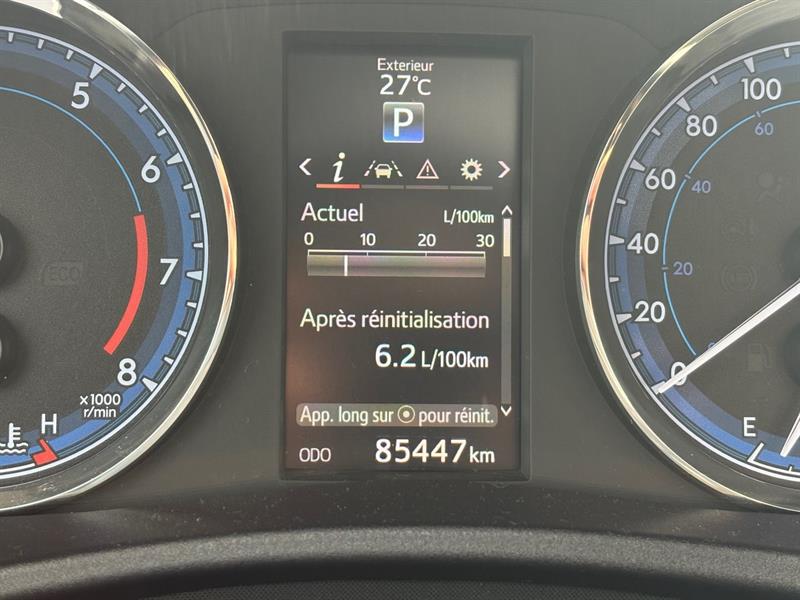 Exterieur
27°C
P
i
Actuel L/100km
0 10 20 30
Après réinitialisation
6.2 L/100km
App. long sur pour réinit.
ODO 85447 km
5
6
7
8
x1000
r/min
H
ECO
100
80
60
40
20
0
60
40
20
E